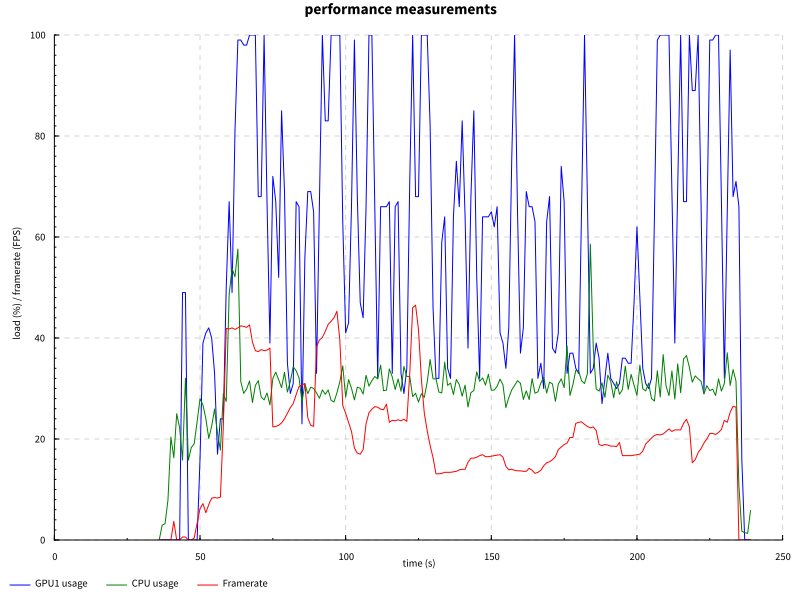 performance measurements
100
80
60
40
20
0
load (%) / framerate (FPS)
0 50 100 150 200 250
time (s)
GPU1 usage CPU usage Framerate